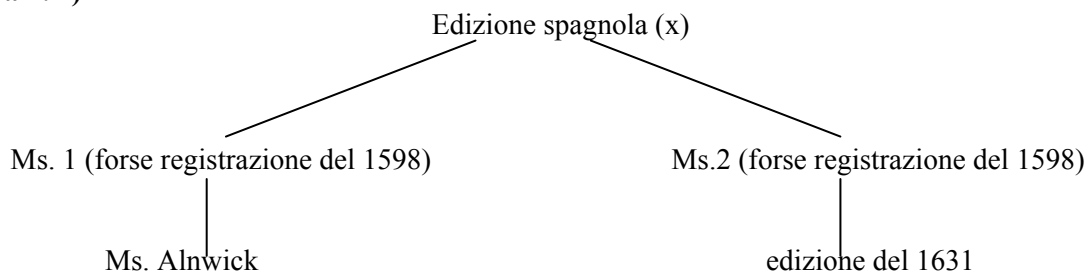 Edizione spagnola (x)
Ms. 1 (forse registrazione del 1598) Ms.2 (forse registrazione del 1598)
Ms. Alnwick edizione del 1631